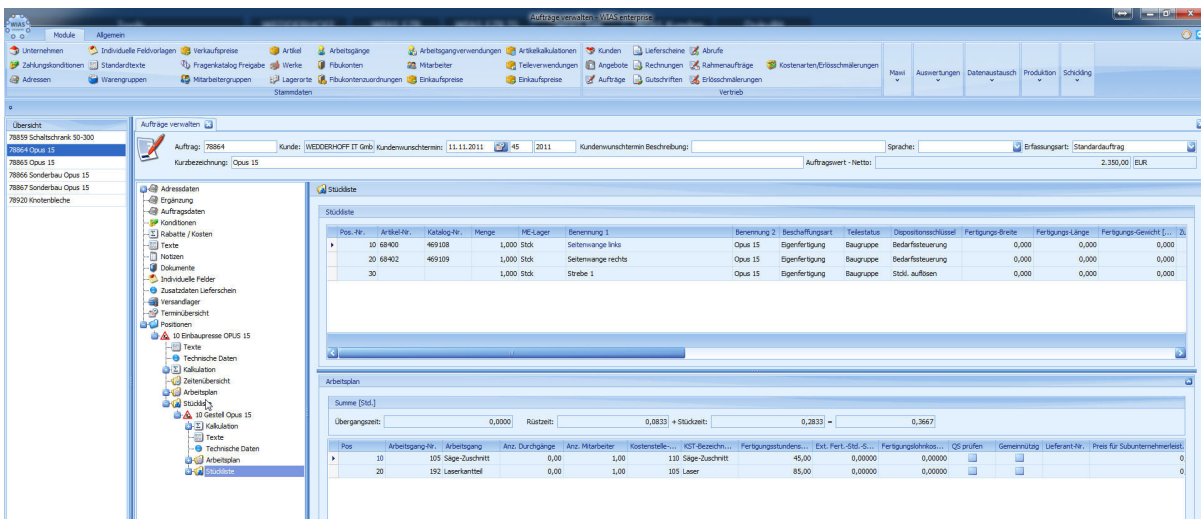 Aufträge verwalten - WIAS enterprise
WIAS
Module Allgemein
Unternehmen Individuelle Feldvorlagen Verkaufspreise Artikel Arbeitsgänge Arbeitsgangverwendungen Artikelkalkulationen Kunden Lieferscheine Abrufe
Zahlungskonditionen Standardtexte Fragenkatalog Freigabe Werke Fibukonten Mitarbeiter Teileverwendungen Angebote Rechnungen Rahmenaufträge Kostenarten/Erlösschmälerungen
Adressen Warengruppen Mitarbeitergruppen Lagerorte Fibukontenzuordnungen Einkaufspreise Einkaufspreise Aufträge Gutschriften Erlösschmälerungen
Mawi Auswertungen Datenaustausch Produktion Schickling
Stammdaten Vertrieb
Übersicht
78859 Schaltschrank 50-300
78864 Opus 15
78865 Opus 15
78866 Sonderbau Opus 15
78867 Sonderbau Opus 15
78920 Knotenbleche
Aufträge verwalten
Auftrag: 78864 Kunde: WEDDERHOFF IT Gmb Kundenwunschtermin: 11.11.2011 45 2011 Kundenwunschtermin Beschreibung: Sprache: Erfassungsart: Standardauftrag
Kurzbezeichnung: Opus 15 Auftragswert - Netto: 2.350,00 EUR
Adressdaten
Ergänzung
Auftragsdaten
Konditionen
Rabatte / Kosten
Texte
Notizen
Dokumente
Individuelle Felder
Zusatzdaten Lieferschein
Versandlager
Terminübersicht
Positionen
10 Einbaupresse OPUS 15
Texte
Technische Daten
Kalkulation
Zeitenübersicht
Arbeitsplan
Stückliste
10 Gestell Opus 15
Kalkulation
Texte
Technische Daten
Arbeitsplan
Stückliste
Stückliste
Stückliste
Pos.-Nr. Artikel-Nr. Katalog-Nr. Menge ME-Lager Benennung 1 Benennung 2 Beschaffungsart Teilestatus Dispositionsschlüssel Fertigungs-Breite Fertigungs-Länge Fertigungs-Gewicht [... Zu
10 68400 469108 1,000 Stck Seitenwange links Opus 15 Eigenfertigung Baugruppe Bedarfssteuerung 0,000 0,000 0,000
20 68402 469109 1,000 Stck Seitenwange rechts Opus 15 Eigenfertigung Baugruppe Bedarfssteuerung 0,000 0,000 0,000
30 1,000 Stck Strebe 1 Opus 15 Eigenfertigung Baugruppe Stckl. auflösen 0,000 0,000 0,000
Arbeitsplan
Summe [Std.]
Übergangszeit: 0,0000 Rüstzeit: 0,0833 + Stückzeit: 0,2833 = 0,3667
Pos Arbeitsgang-Nr. Arbeitsgang Anz. Durchgänge Anz. Mitarbeiter Kostenstelle-... KST-Bezeichn... Fertigungsstundens... Ext. Fert.-Std.-S... Fertigungslohnkos... QS prüfen Gemeinnützig Lieferant-Nr. Preis für Subunternehmerleist.
10 105 Säge-Zuschnitt 0,00 1,00 110 Säge-Zuschnitt 45,00 0,00000 0,00000 0
20 192 Laserkantteil 0,00 1,00 105 Laser 85,00 0,00000 0,00000 0